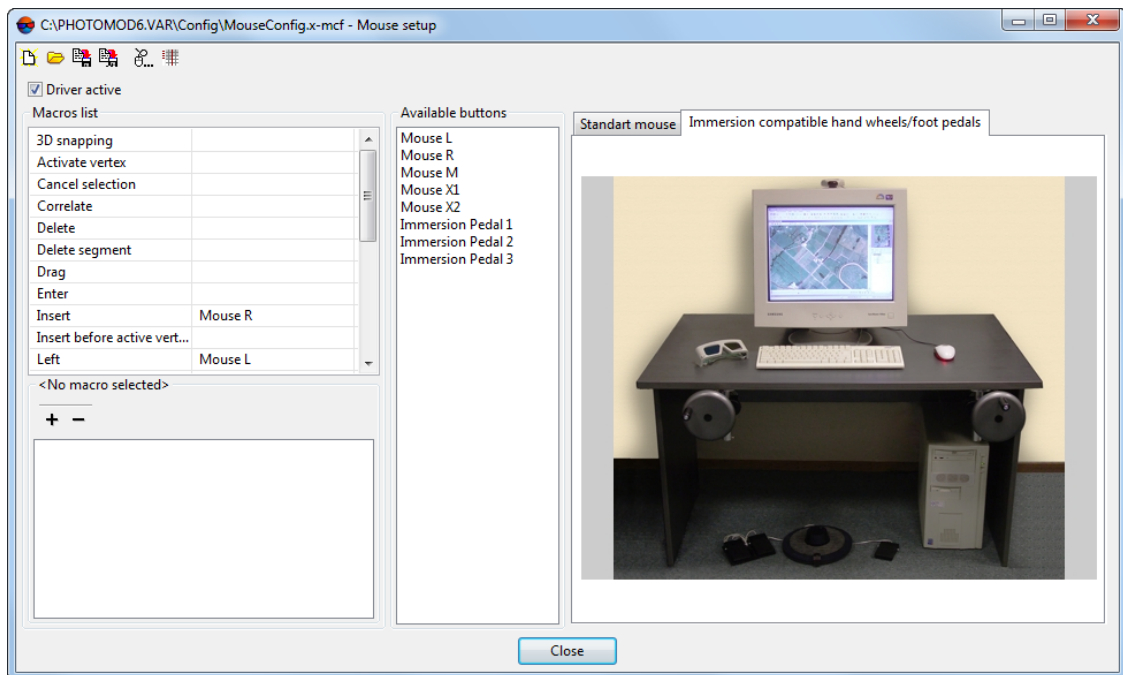 C:\PHOTOMOD6.VAR\Config\MouseConfig.x-mcf - Mouse setup
Driver active
Macros list
3D snapping
Activate vertex
Cancel selection
Correlate
Delete
Delete segment
Drag
Enter
Insert Mouse R
Insert before active vert...
Left Mouse L
<No macro selected>
+ −
Available buttons
Mouse L
Mouse R
Mouse M
Mouse X1
Mouse X2
Immersion Pedal 1
Immersion Pedal 2
Immersion Pedal 3
Standart mouse Immersion compatible hand wheels/foot pedals
Close